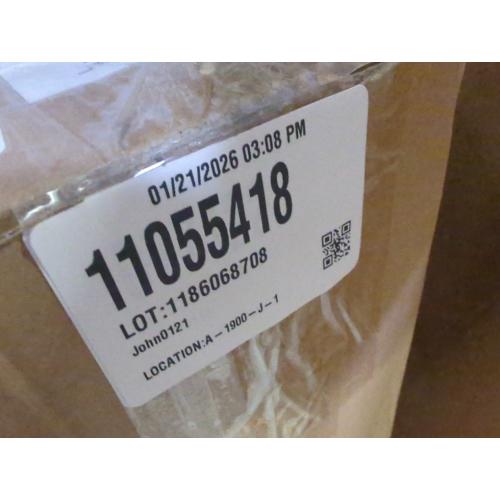 01/21/2026 03:08 PM
11055418
LOT:1186068708
John0121
LOCATION:A-1900-J-1